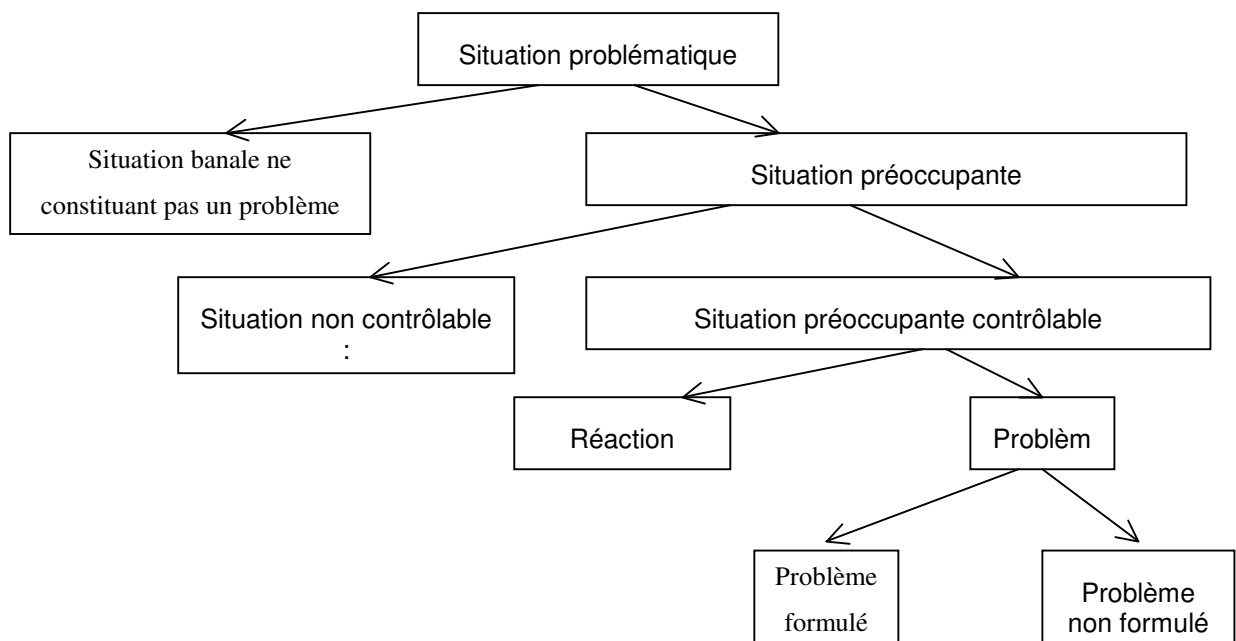 Situation problématique
Situation banale ne
constituant pas un problème
Situation préoccupante
Situation non contrôlable
:
Situation préoccupante contrôlable
Réaction
Problèm
Problème
formulé
Problème
non formulé